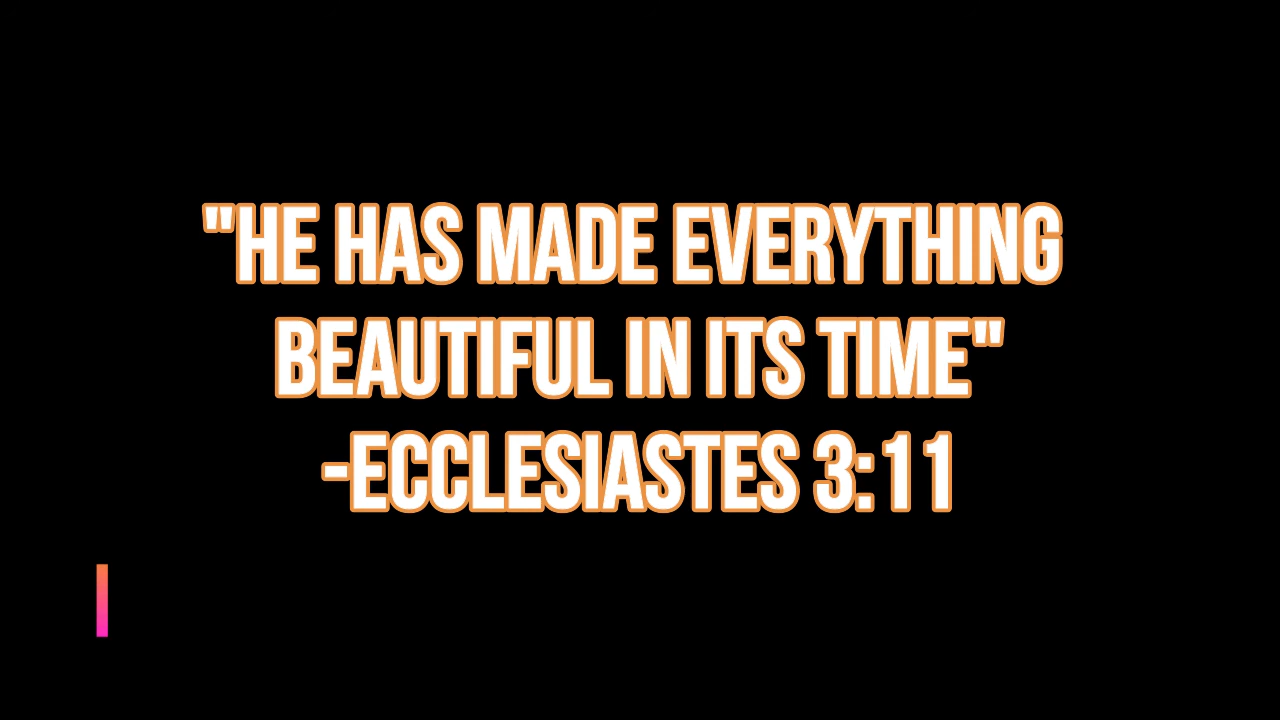 "HE HAS MADE EVERYTHING
BEAUTIFUL IN ITS TIME"
-ECCLESIASTES 3:11